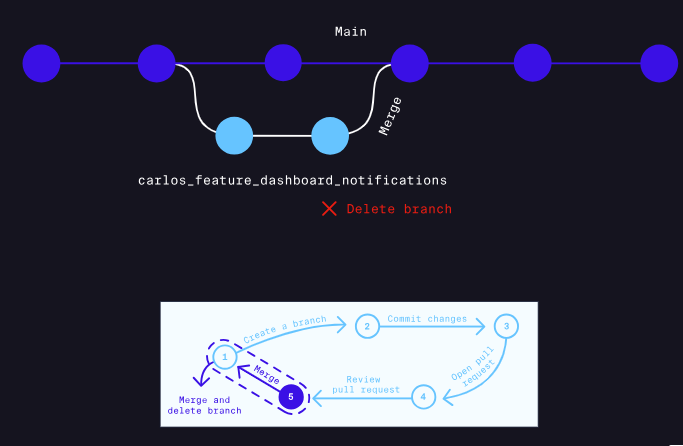 Main
Merge
carlos_feature_dashboard_notifications
Delete branch
Create a branch
2
Commit changes
3
1
Merge
Open pull
request
Review
pull request
5
4
Merge and
delete branch